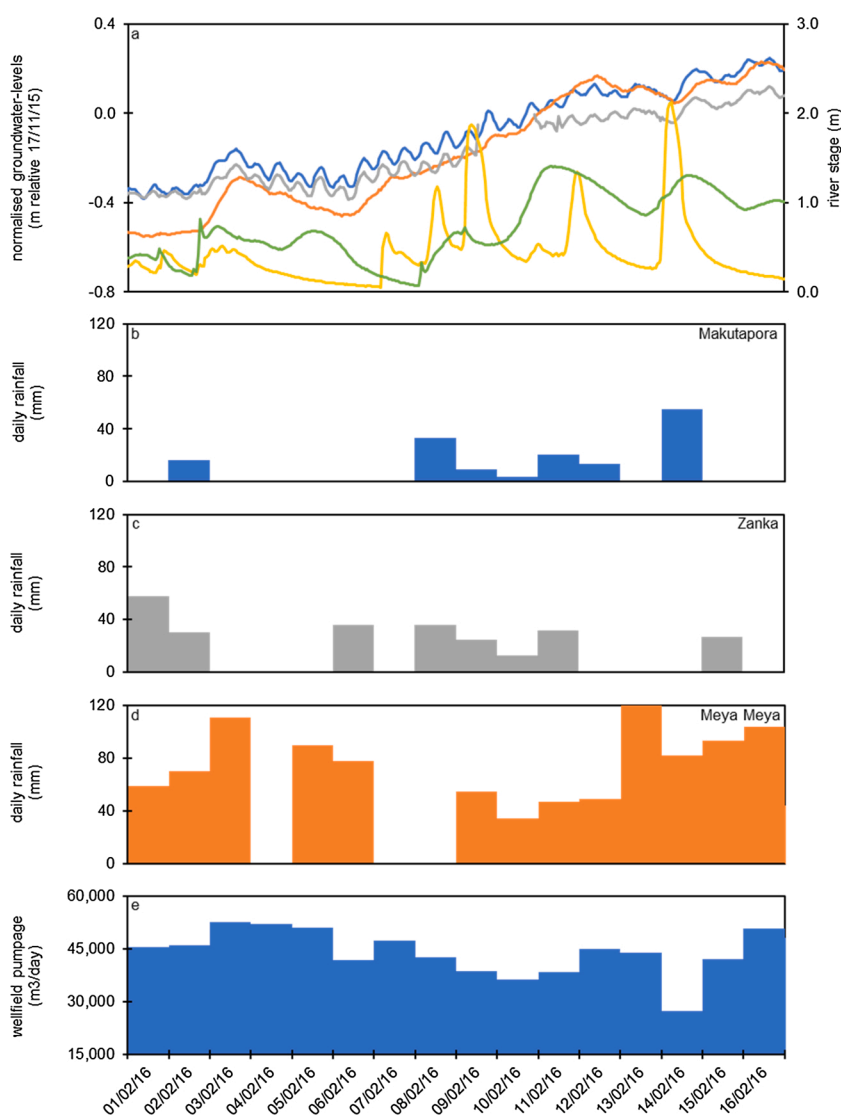 a
0.4
0.0
-0.4
-0.8
normalised groundwater-levels
(m relative 17/11/15)
3.0
2.0
1.0
0.0
river stage (m)
b
Makutapora
120
80
40
0
daily rainfall
(mm)
c
Zanka
120
80
40
0
daily rainfall
(mm)
d
Meya Meya
120
80
40
0
daily rainfall
(mm)
e
60,000
45,000
30,000
15,000
wellfield pumpage
(m3/day)
01/02/16
02/02/16
03/02/16
04/02/16
05/02/16
06/02/16
07/02/16
08/02/16
09/02/16
10/02/16
11/02/16
12/02/16
13/02/16
14/02/16
15/02/16
16/02/16